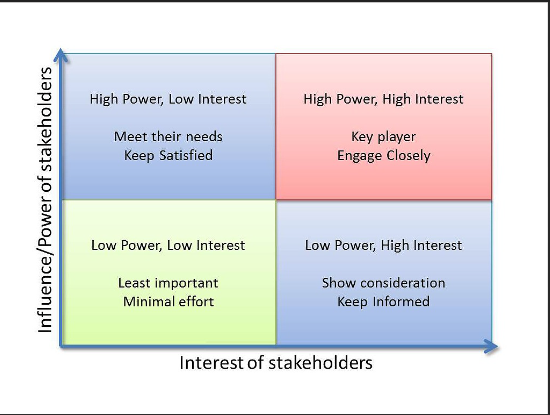 Influence/Power of stakeholders
High Power, Low Interest
Meet their needs
Keep Satisfied
High Power, High Interest
Key player
Engage Closely
Low Power, Low Interest
Least important
Minimal effort
Low Power, High Interest
Show consideration
Keep Informed
Interest of stakeholders